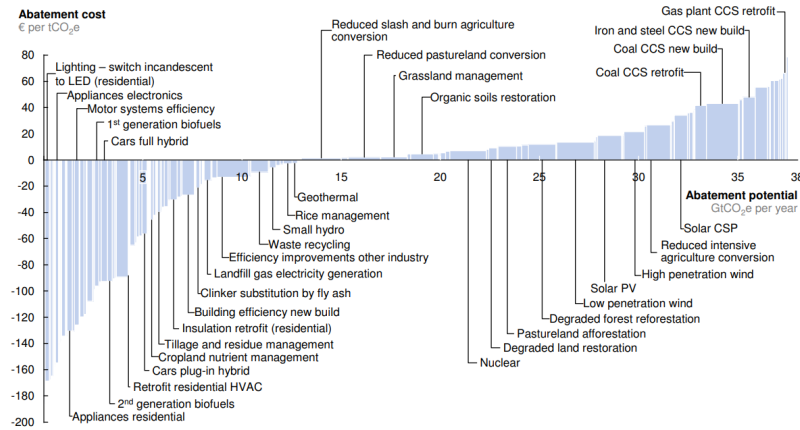 Abatement cost
€ per tCO2e
80
60
40
20
0
-20
-40
-60
-80
-100
-120
-140
-160
-180
-200
Lighting – switch incandescent
to LED (residential)
Appliances electronics
Motor systems efficiency
1st generation biofuels
Cars full hybrid
Reduced slash and burn agriculture
conversion
Reduced pastureland conversion
Grassland management
Organic soils restoration
Gas plant CCS retrofit
Iron and steel CCS new build
Coal CCS new build
Coal CCS retrofit
5
10
15
20
25
30
35
38
Abatement potential
GtCO2e per year
Geothermal
Rice management
Small hydro
Waste recycling
Efficiency improvements other industry
Landfill gas electricity generation
Clinker substitution by fly ash
Building efficiency new build
Insulation retrofit (residential)
Tillage and residue management
Cropland nutrient management
Cars plug-in hybrid
Retrofit residential HVAC
2nd generation biofuels
Appliances residential
Solar CSP
Reduced intensive
agriculture conversion
High penetration wind
Solar PV
Low penetration wind
Degraded forest reforestation
Pastureland afforestation
Degraded land restoration
Nuclear